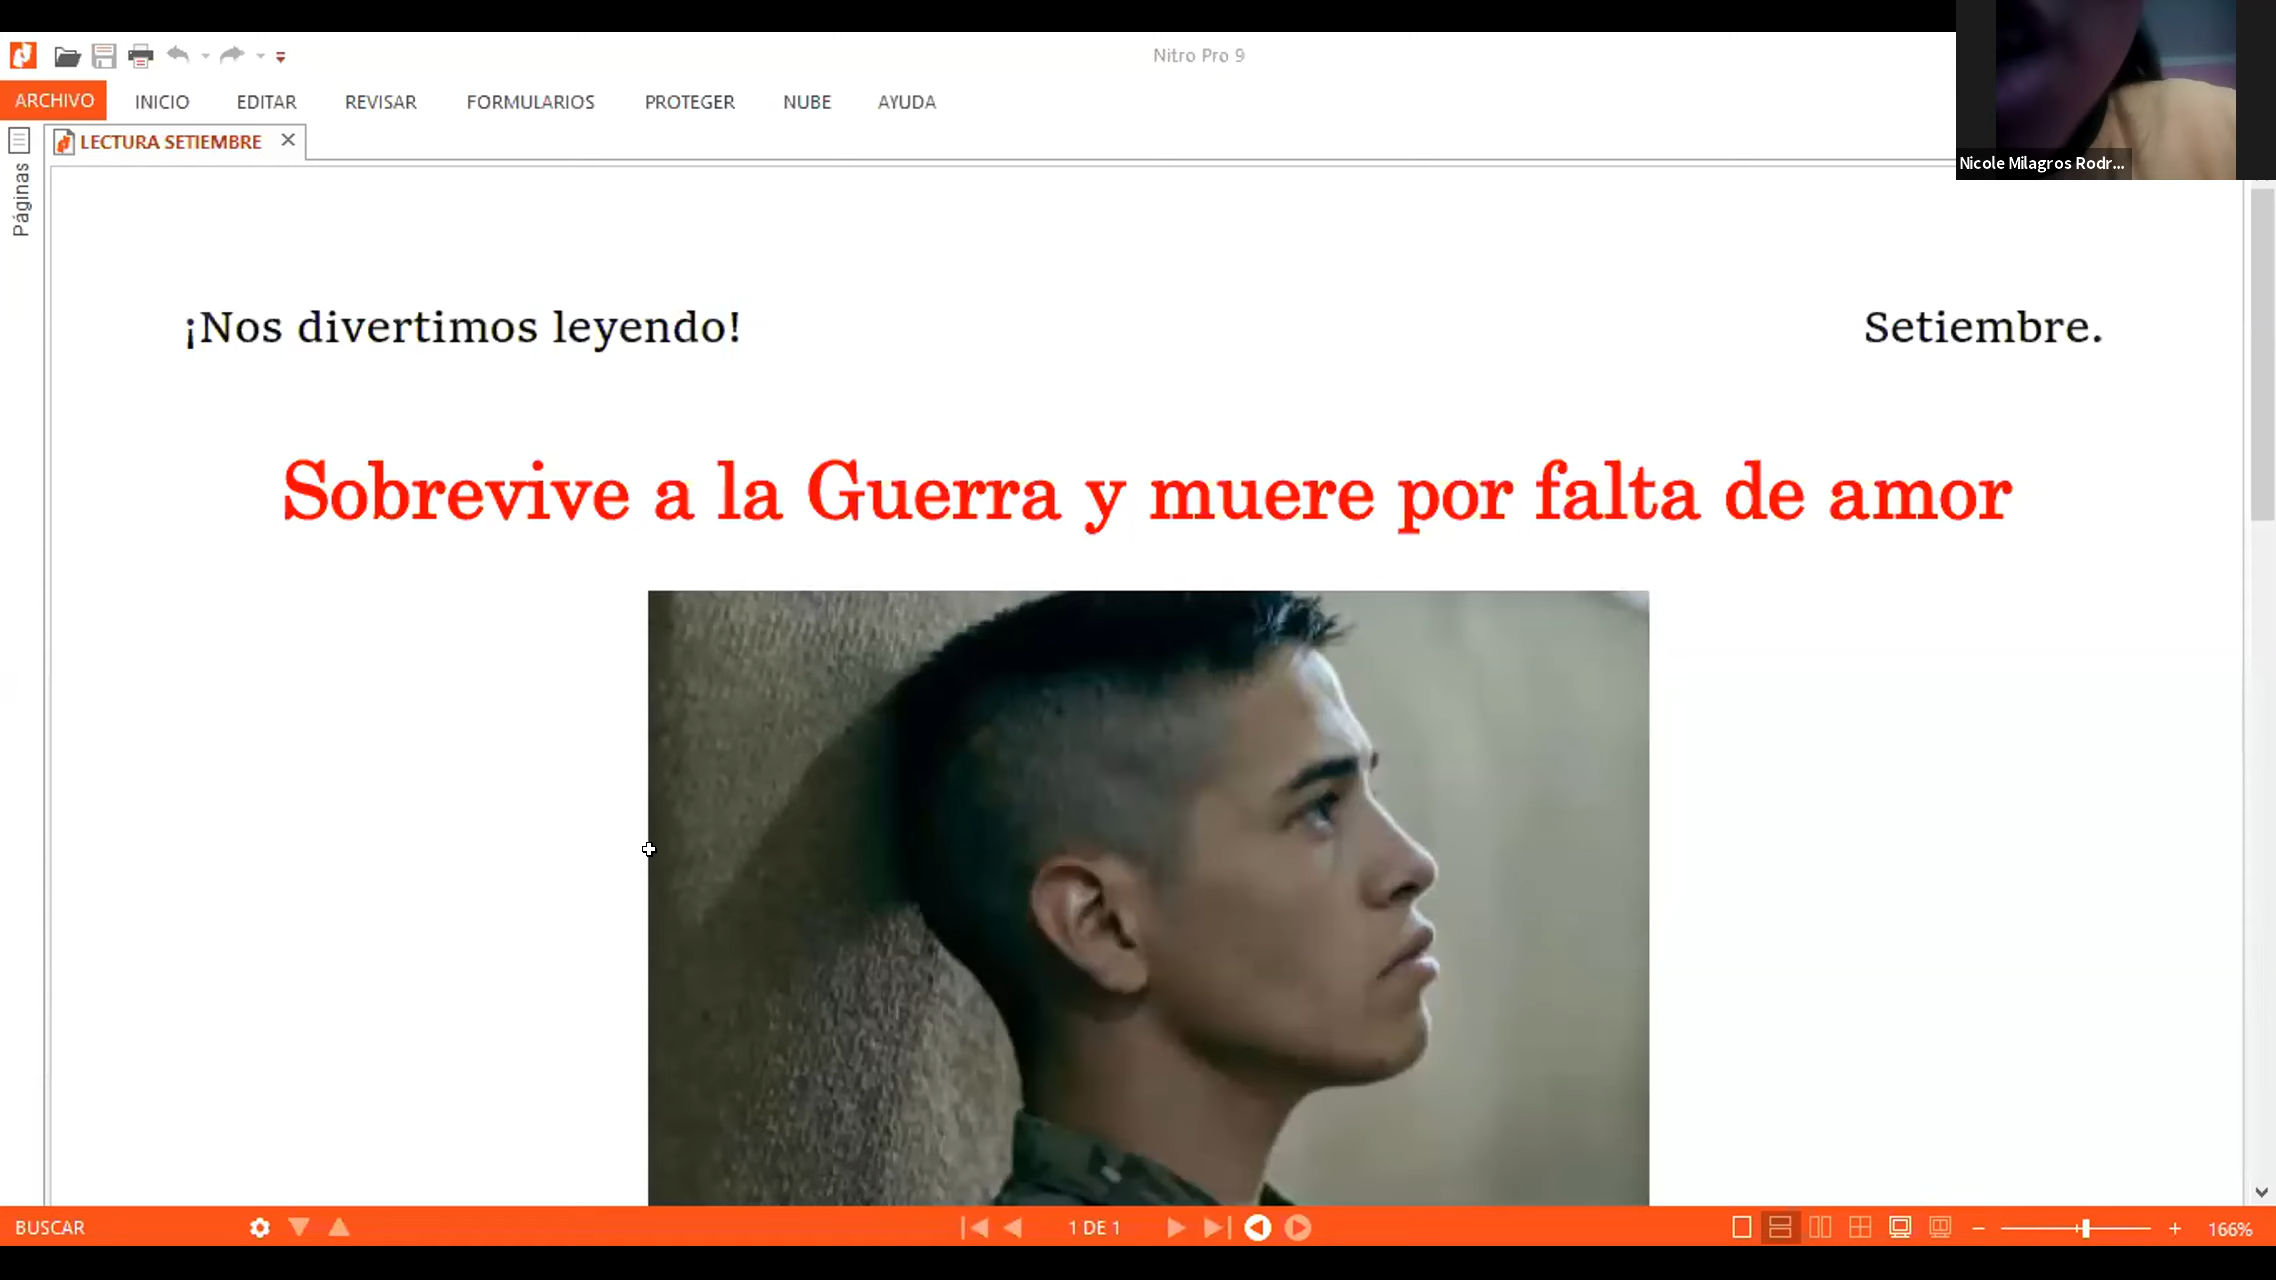 Nitro Pro 9
ARCHIVO INICIO EDITAR REVISAR FORMULARIOS PROTEGER NUBE AYUDA
LECTURA SETIEMBRE
Nicole Milagros Rodr...
Páginas
¡Nos divertimos leyendo! Setiembre.
Sobrevive a la Guerra y muere por falta de amor
BUSCAR 1 DE 1 166%